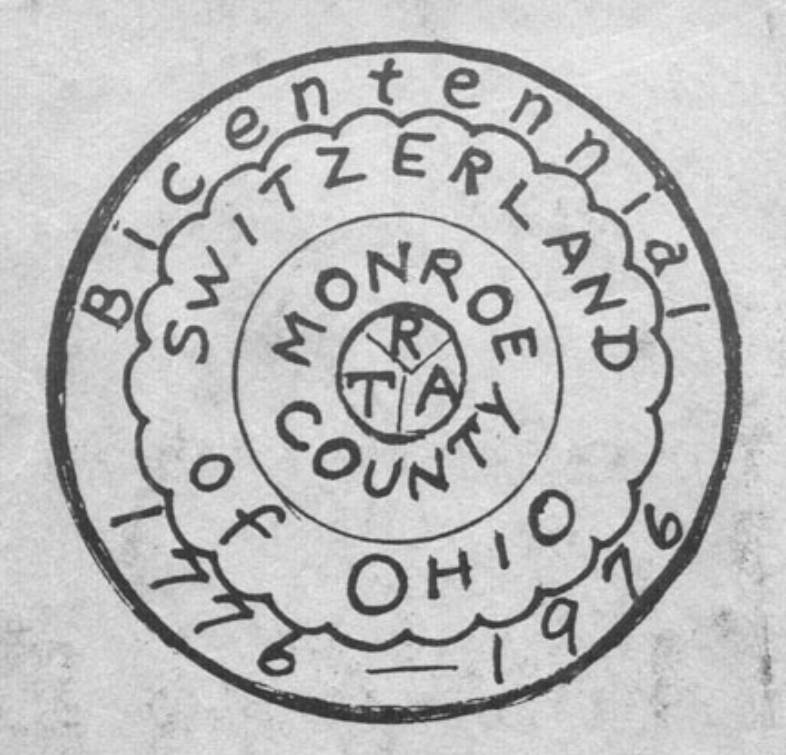 Bicentennial
1776 — 1976
SWITZERLAND
of OHIO
MONROE
COUNTY
R
T A